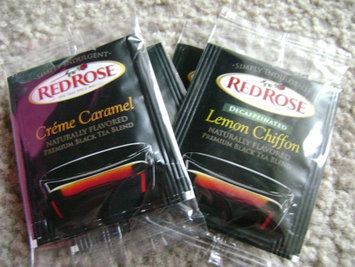 SIMPLY INDULGENT
RED ROSE
Créme Caramel
NATURALLY FLAVORED
PREMIUM BLACK TEA BLEND
SIMPLY INDULGENT
RED ROSE
DECAFFEINATED
Lemon Chiffon
NATURALLY FLAVORED
PREMIUM BLACK TEA BLEND